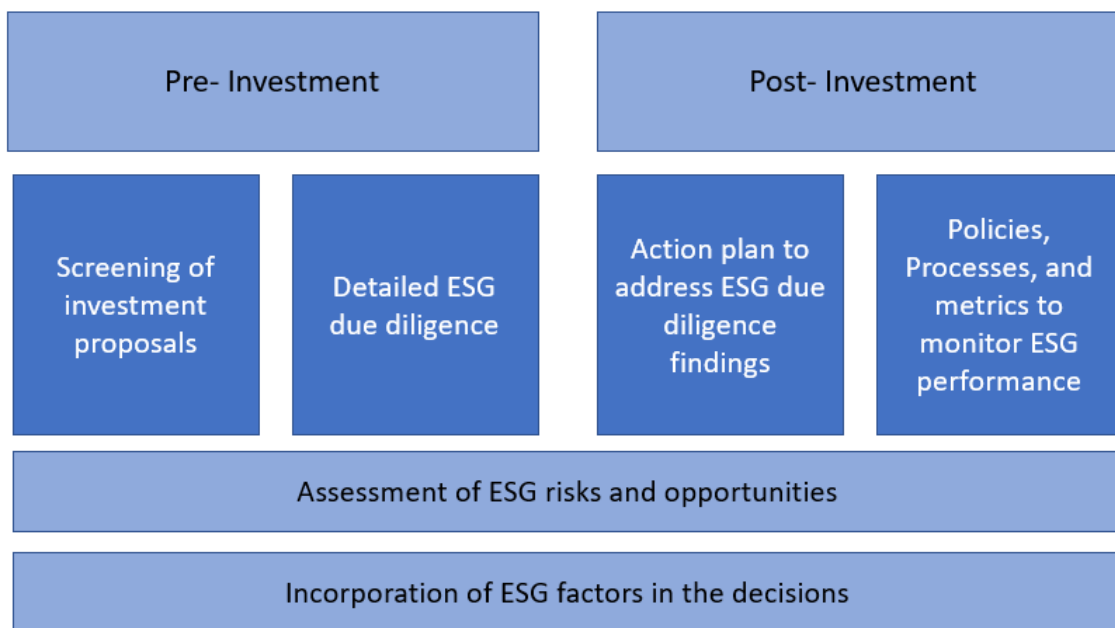 Pre- Investment
Post- Investment
Screening of
investment
proposals
Detailed ESG
due diligence
Action plan to
address ESG due
diligence
findings
Policies,
Processes, and
metrics to
monitor ESG
performance
Assessment of ESG risks and opportunities
Incorporation of ESG factors in the decisions